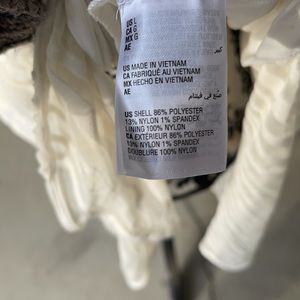 US L
CA G
MX G
AE كبير
US MADE IN VIETNAM
CA FABRIQUÉ AU VIETNAM
MX HECHO EN VIETNAM
AE
صُنع في فيتنام
US SHELL 86% POLYESTER
13% NYLON 1% SPANDEX
LINING 100% NYLON
CA EXTÉRIEUR 86% POLYESTER
13% NYLON 1% SPANDEX
DOUBLURE 100% NYLON